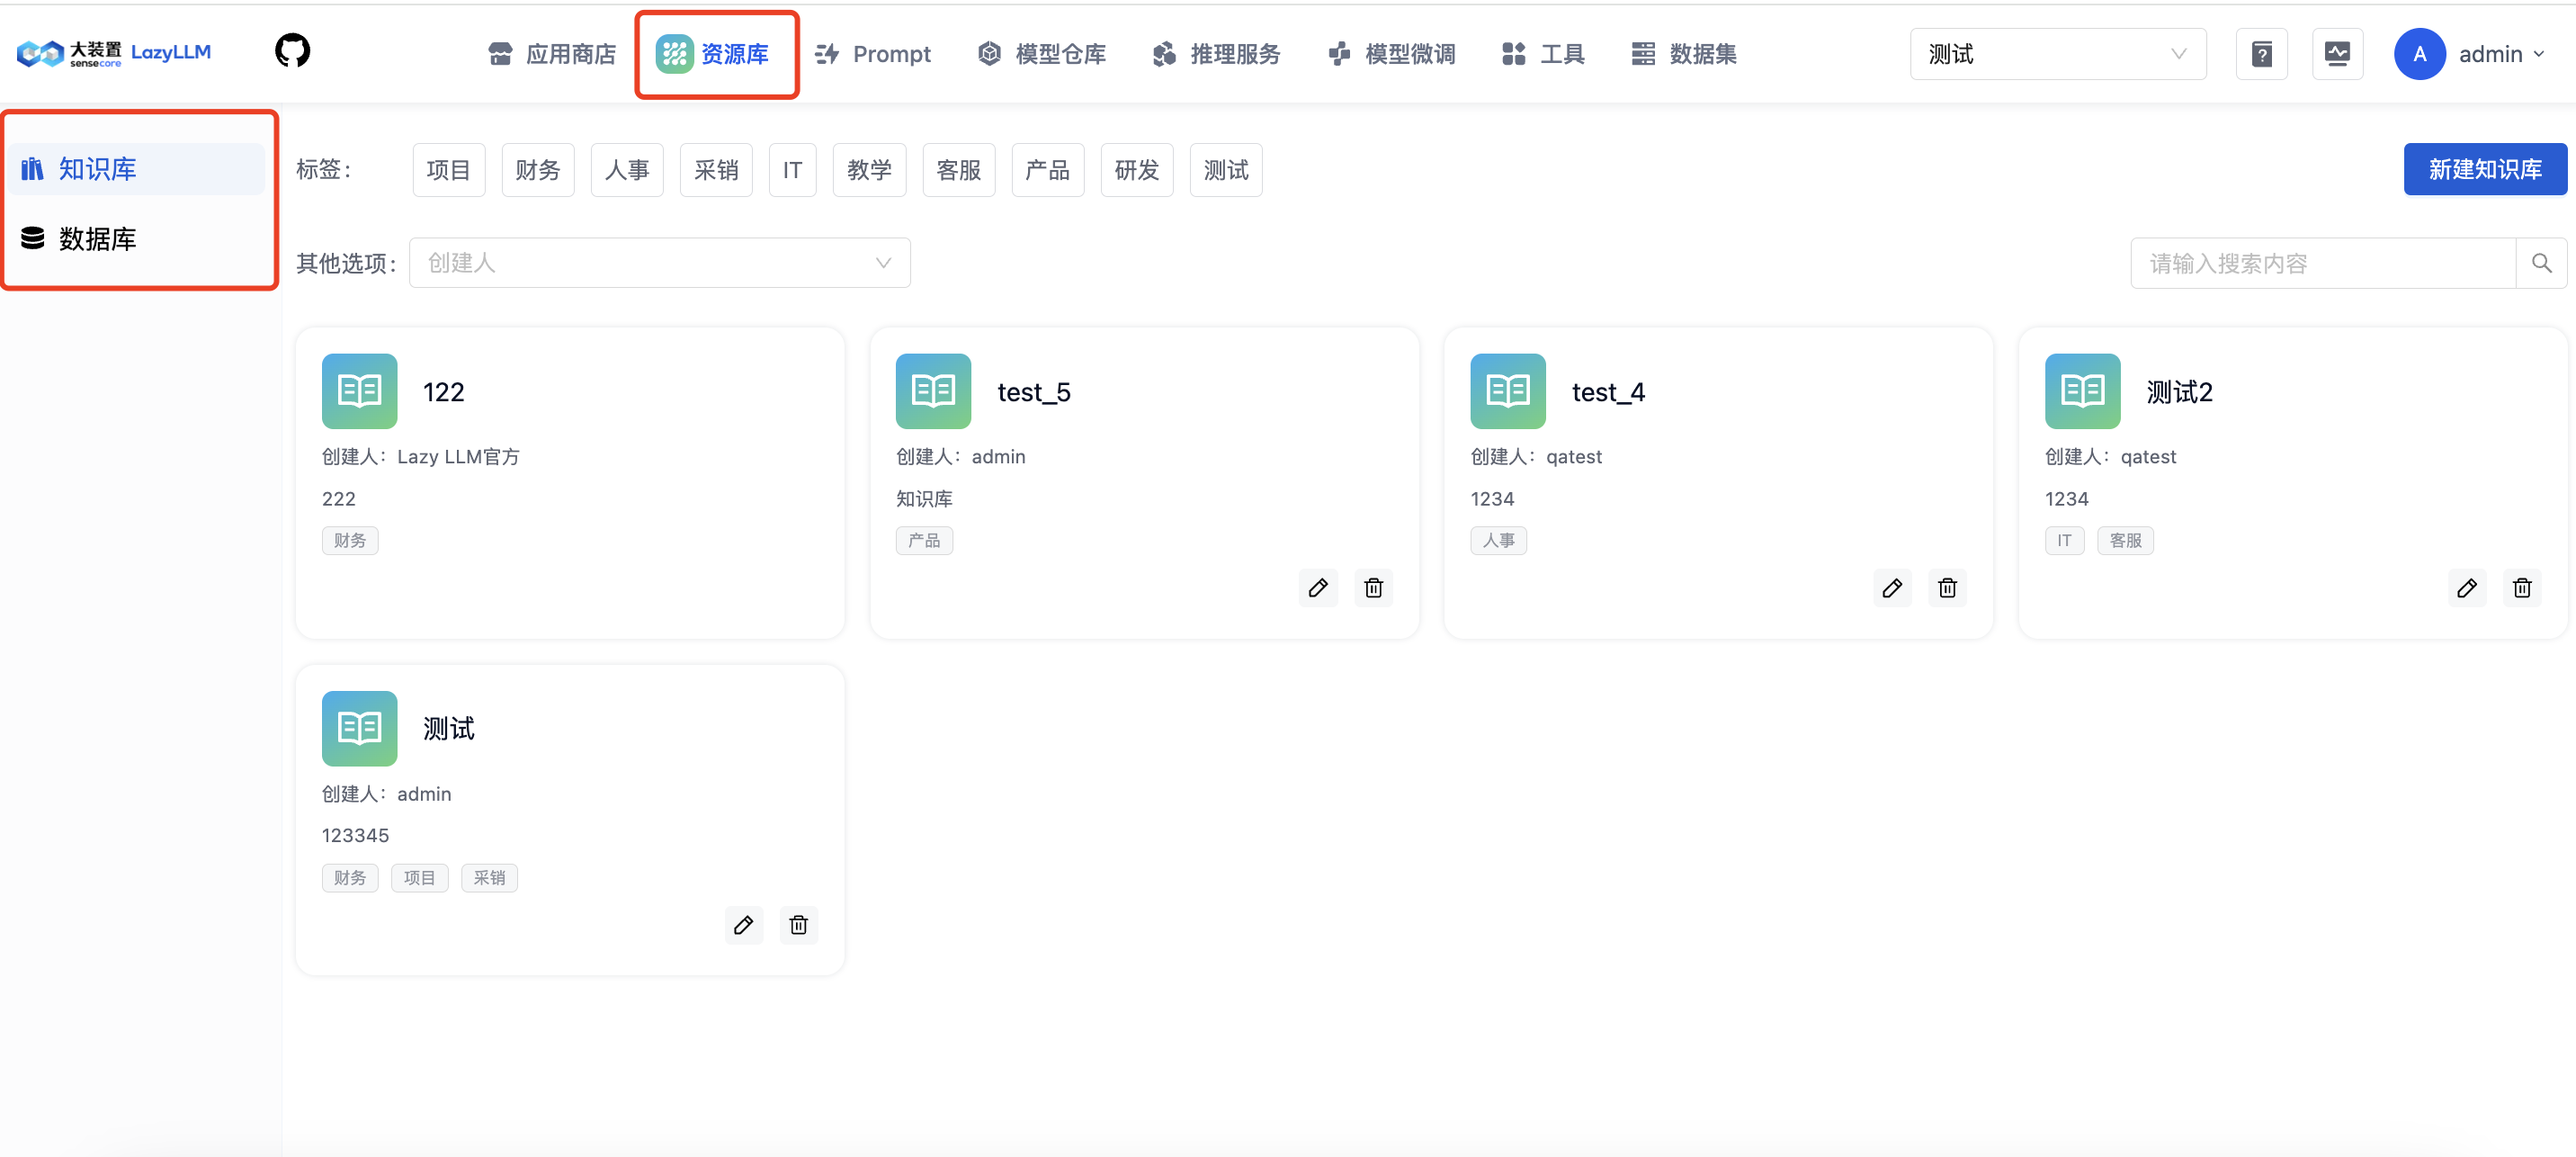 大装置 sensecore LazyLLM 应用商店 资源库 Prompt 模型仓库 推理服务 模型微调 工具 数据集 测试 A admin
知识库
数据库
标签： 项目 财务 人事 采销 IT 教学 客服 产品 研发 测试 新建知识库
其他选项： 创建人 请输入搜索内容
122
创建人：Lazy LLM官方
222
财务
test_5
创建人：admin
知识库
产品
test_4
创建人：qatest
1234
人事
测试2
创建人：qatest
1234
IT 客服
测试
创建人：admin
123345
财务 项目 采销